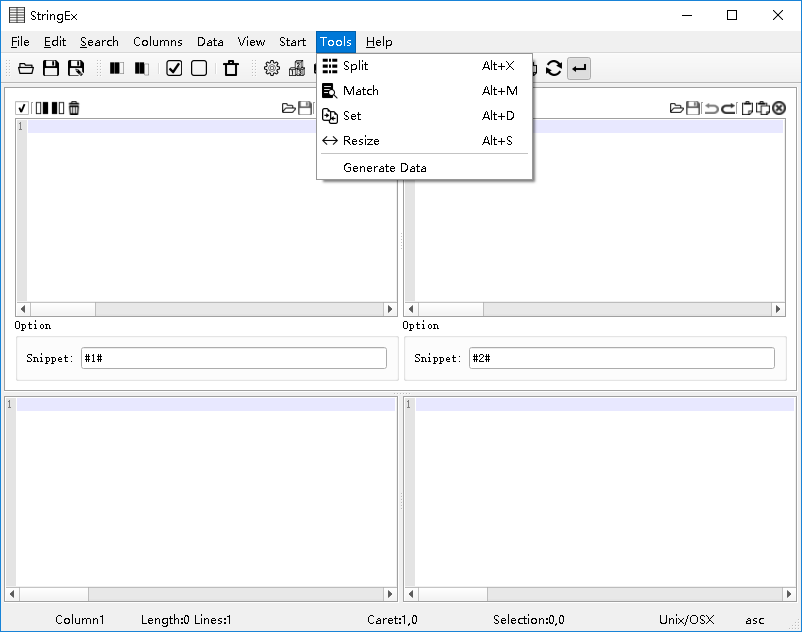 StringEx
File Edit Search Columns Data View Start Tools Help
Split Alt+X
Match Alt+M
Set Alt+D
Resize Alt+S
Generate Data
1
Option Option
Snippet: #1# Snippet: #2#
1 1
Column1 Length:0 Lines:1 Caret:1,0 Selection:0,0 Unix/OSX asc